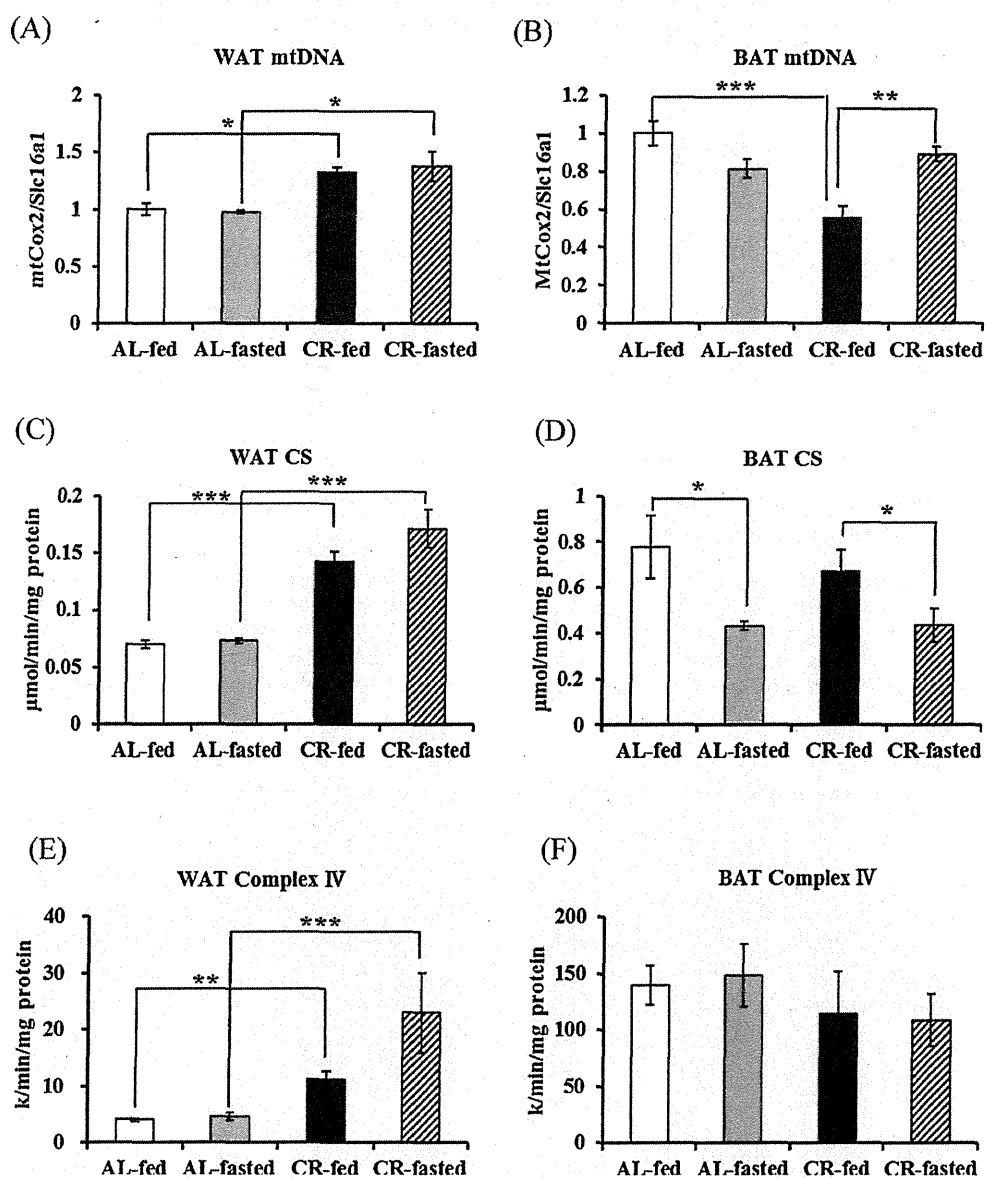 (A)
WAT mtDNA
mtCox2/Slc16a1
2
1.5
1
0.5
0
*
*
AL-fed AL-fasted CR-fed CR-fasted
(B)
BAT mtDNA
MtCox2/Slc16a1
1.2
1
0.8
0.6
0.4
0.2
0
***
**
AL-fed AL-fasted CR-fed CR-fasted
(C)
WAT CS
µmol/min/mg protein
0.2
0.15
0.1
0.05
0
***
***
AL-fed AL-fasted CR-fed CR-fasted
(D)
BAT CS
µmol/min/mg protein
1
0.8
0.6
0.4
0.2
0
*
*
AL-fed AL-fasted CR-fed CR-fasted
(E)
WAT Complex IV
k/min/mg protein
40
30
20
10
0
***
**
AL-fed AL-fasted CR-fed CR-fasted
(F)
BAT Complex IV
k/min/mg protein
200
150
100
50
0
AL-fed AL-fasted CR-fed CR-fasted